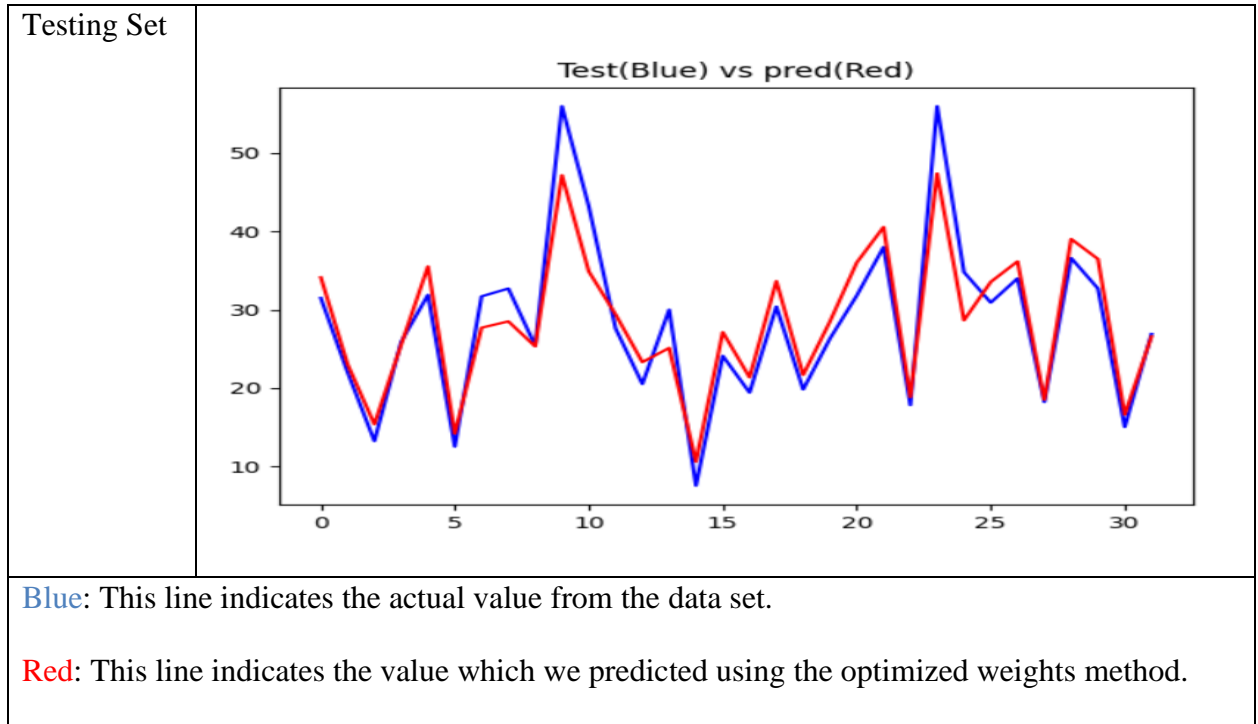 Testing Set
Test(Blue) vs pred(Red)
50
40
30
20
10
0 5 10 15 20 25 30
Blue: This line indicates the actual value from the data set.
Red: This line indicates the value which we predicted using the optimized weights method.